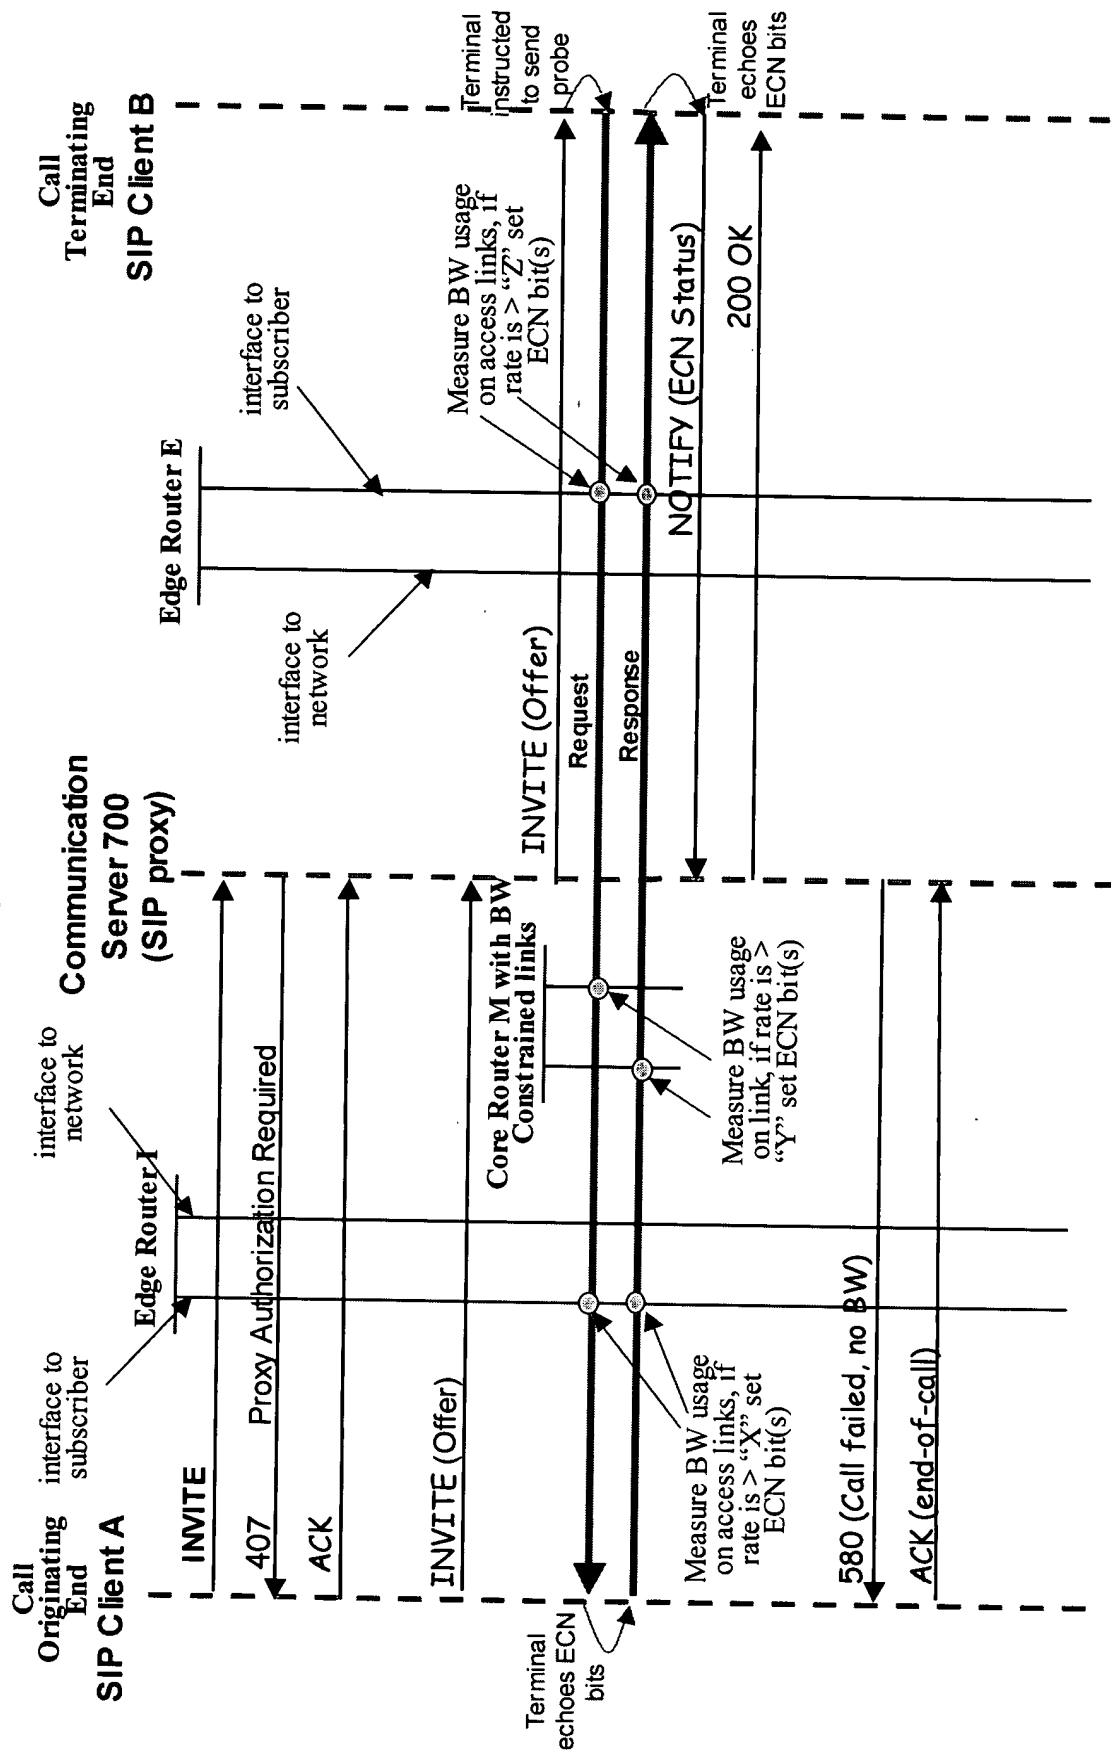 Call
Originating
End
SIP Client A
interface to
subscriber
Edge Router I
interface to
network
Communication
Server 700
(SIP proxy)
Edge Router E
interface to
network
interface to
subscriber
Call
Terminating
End
SIP Client B
INVITE
407 Proxy Authorization Required
ACK
INVITE (Offer)
INVITE (Offer)
Terminal
instructed
to send
probe
Core Router M with BW
Constrained links
Request
Response
Measure BW usage
on access links, if
rate is > "Z" set
ECN bit(s)
Terminal
echoes ECN
bits
Terminal
echoes
ECN bits
Measure BW usage
on access links, if
rate is > "X" set
ECN bit(s)
Measure BW usage
on link, if rate is >
"Y" set ECN bit(s)
NOTIFY (ECN Status)
200 OK
580 (Call failed, no BW)
ACK (end-of-call)